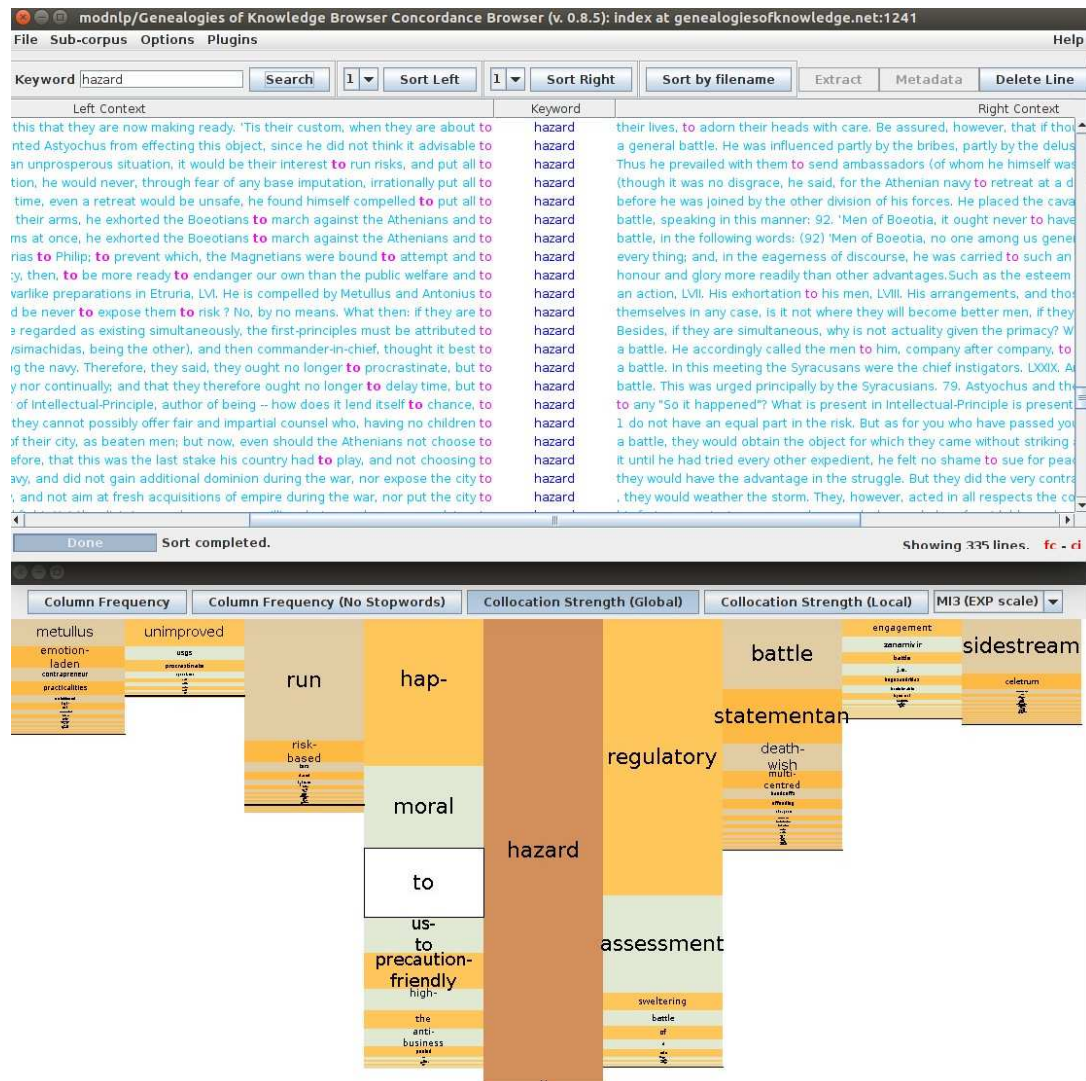 modnlp/Genealogies of Knowledge Browser Concordance Browser (v. 0.8.5): index at genealogiesofknowledge.net:1241
File Sub-corpus Options Plugins Help
Keyword hazard Search 1 Sort Left 1 Sort Right Sort by filename Extract Metadata Delete Line
Left Context Keyword Right Context
this that they are now making ready. 'Tis their custom, when they are about to hazard their lives, to adorn their heads with care. Be assured, however, that if thou
nted Astyochus from effecting this object, since he did not think it advisable to hazard a general battle. He was influenced partly by the bribes, partly by the delus
an unprosperous situation, it would be their interest to run risks, and put all to hazard Thus he prevailed with them to send ambassadors (of whom he himself was
tion, he would never, through fear of any base imputation, irrationally put all to hazard (though it was no disgrace, he said, for the Athenian navy to retreat at a d
time, even a retreat would be unsafe, he found himself compelled to put all to hazard before he was joined by the other division of his forces. He placed the cava
their arms, he exhorted the Boeotians to march against the Athenians and to hazard battle, speaking in this manner: 92. 'Men of Boeotia, it ought never to have
ms at once, he exhorted the Boeotians to march against the Athenians and to hazard battle, in the following words: (92) 'Men of Boeotia, no one among us gene
rias to Philip; to prevent which, the Magnetians were bound to attempt and to hazard every thing; and, in the eagerness of discourse, he was carried to such an
y, then, to be more ready to endanger our own than the public welfare and to hazard honour and glory more readily than other advantages.Such as the esteem
warlike preparations in Etruria, LVI. He is compelled by Metullus and Antonius to hazard an action, LVII. His exhortation to his men, LVIII. His arrangements, and thos
d be never to expose them to risk ? No, by no means. What then: if they are to hazard themselves in any case, is it not where they will become better men, if they
e regarded as existing simultaneously, the first-principles must be attributed to hazard Besides, if they are simultaneous, why is not actuality given the primacy? W
ysimachidas, being the other), and then commander-in-chief, thought it best to hazard a battle. He accordingly called the men to him, company after company, to
ng the navy. Therefore, they said, they ought no longer to procrastinate, but to hazard a battle. In this meeting the Syracusans were the chief instigators. LXXIX. A
y nor continually; and that they therefore ought no longer to delay time, but to hazard battle. This was urged principally by the Syracusians. 79. Astyochus and the
of Intellectual-Principle, author of being -- how does it lend itself to chance, to hazard to any "So it happened"? What is present in Intellectual-Principle is present
they cannot possibly offer fair and impartial counsel who, having no children to hazard 1 do not have an equal part in the risk. But as for you who have passed you
of their city, as beaten men; but now, even should the Athenians not choose to hazard a battle, they would obtain the object for which they came without striking
efore, that this was the last stake his country had to play, and not choosing to hazard it until he had tried every other expedient, he felt no shame to sue for pea
avy, and did not gain additional dominion during the war, nor expose the city to hazard they would have the advantage in the struggle. But they did the very contra
, and not aim at fresh acquisitions of empire during the war, nor put the city to hazard , they would weather the storm. They, however, acted in all respects the co
Done Sort completed. Showing 335 lines. fc - ci
Column Frequency Column Frequency (No Stopwords) Collocation Strength (Global) Collocation Strength (Local) MI3 (EXP scale)
metullus
emotion-
laden
contrapreneur
practicalities
unimproved
usgs
procrastinate
run
risk-
based
hap-
moral
to
us-
to
precaution-
friendly
high-
the
anti-
business
hazard
regulatory
assessment
sweltering
battle
of
a
battle
statementan
death-
wish
multi-
centred
handcuffs
offending
engagement
zanamivir
battle
j.e.
sidestream
celetrum